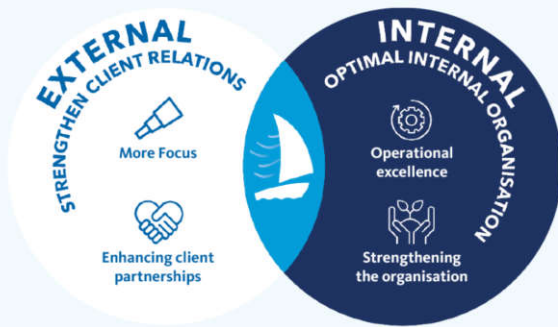 EXTERNAL
STRENGTHEN CLIENT RELATIONS
More Focus
Enhancing client
partnerships
INTERNAL
OPTIMAL INTERNAL ORGANISATION
Operational
excellence
Strengthening
the organisation